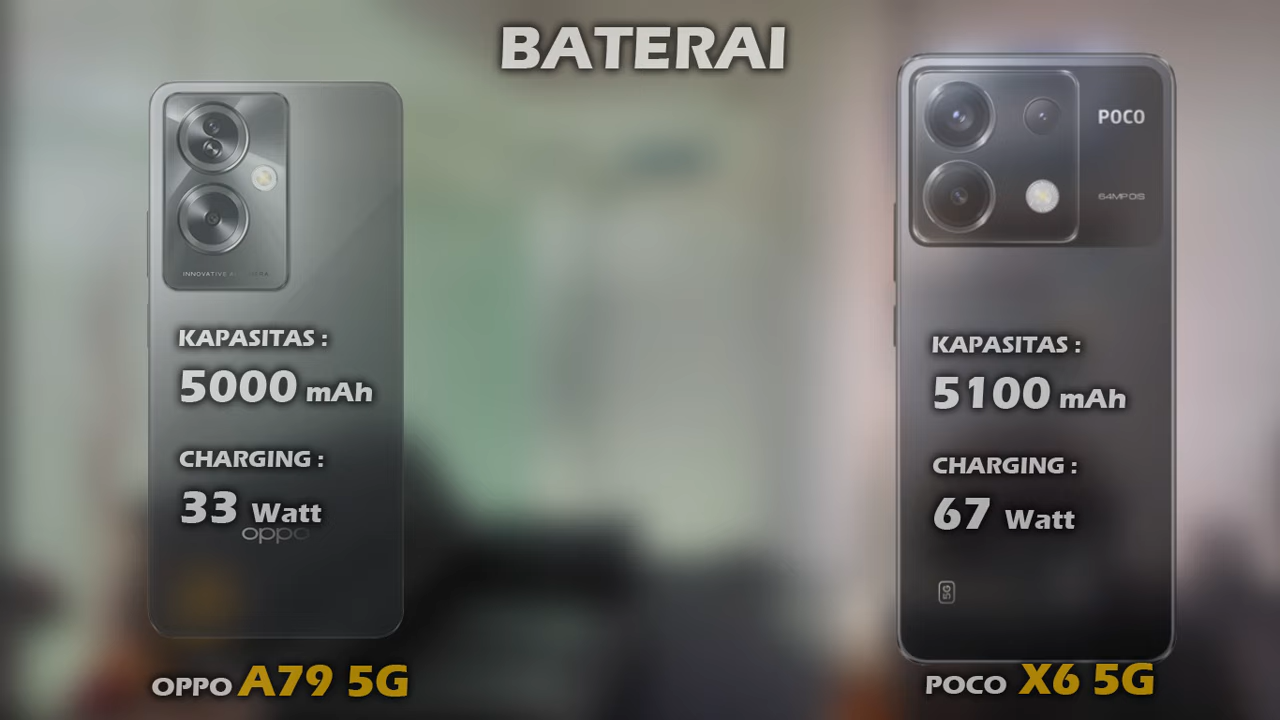 BATERAI
INNOVATIVE AI
KAPASITAS :
5000 mAh
CHARGING :
33 Watt
oppo
OPPO A79 5G
POCO
64MP OIS
KAPASITAS :
5100 mAh
CHARGING :
67 Watt
5G
POCO X6 5G